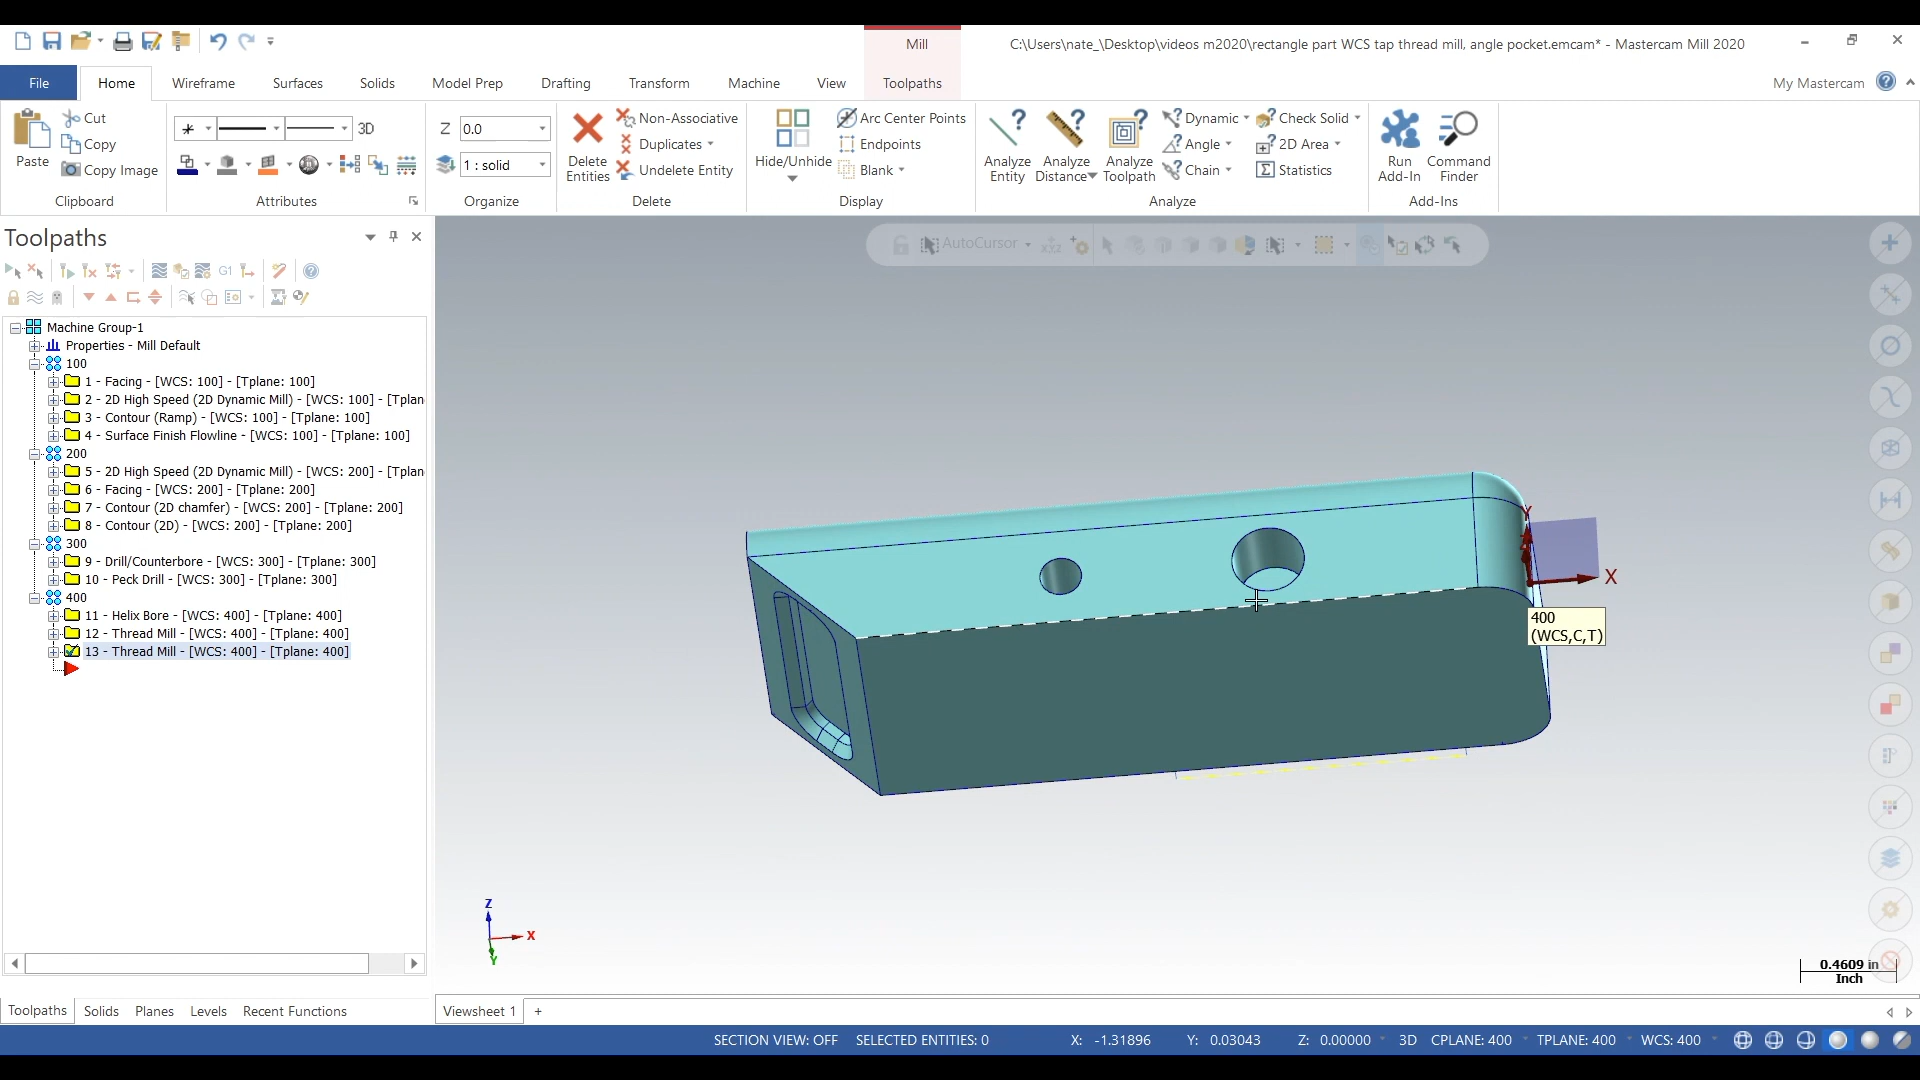 Mill
C:\Users\nate_\Desktop\videos m2020\rectangle part WCS tap thread mill, angle pocket.emcam* - Mastercam Mill 2020
File
Home
Wireframe
Surfaces
Solids
Model Prep
Drafting
Transform
Machine
View
Toolpaths
My Mastercam
Paste
Cut
Copy
Copy Image
Clipboard
3D
Attributes
Z 0.0
1 : solid
Organize
Delete
Entities
Non-Associative
Duplicates
Undelete Entity
Delete
Hide/Unhide
Arc Center Points
Endpoints
Blank
Display
Analyze
Entity
Analyze
Distance
Analyze
Toolpath
Dynamic
Angle
Chain
Check Solid
2D Area
Statistics
Analyze
Run
Add-In
Command
Finder
Add-Ins
Toolpaths
G1
AutoCursor
Machine Group-1
Properties - Mill Default
100
1 - Facing - [WCS: 100] - [Tplane: 100]
2 - 2D High Speed (2D Dynamic Mill) - [WCS: 100] - [Tplan
3 - Contour (Ramp) - [WCS: 100] - [Tplane: 100]
4 - Surface Finish Flowline - [WCS: 100] - [Tplane: 100]
200
5 - 2D High Speed (2D Dynamic Mill) - [WCS: 200] - [Tplan
6 - Facing - [WCS: 200] - [Tplane: 200]
7 - Contour (2D chamfer) - [WCS: 200] - [Tplane: 200]
8 - Contour (2D) - [WCS: 200] - [Tplane: 200]
300
9 - Drill/Counterbore - [WCS: 300] - [Tplane: 300]
10 - Peck Drill - [WCS: 300] - [Tplane: 300]
400
11 - Helix Bore - [WCS: 400] - [Tplane: 400]
12 - Thread Mill - [WCS: 400] - [Tplane: 400]
13 - Thread Mill - [WCS: 400] - [Tplane: 400]
Y
X
400
(WCS,C,T)
Z
X
Y
0.4609 in
Inch
Toolpaths
Solids
Planes
Levels
Recent Functions
Viewsheet 1
+
SECTION VIEW: OFF
SELECTED ENTITIES: 0
X: -1.31896
Y: 0.03043
Z: 0.00000
3D
CPLANE: 400
TPLANE: 400
WCS: 400